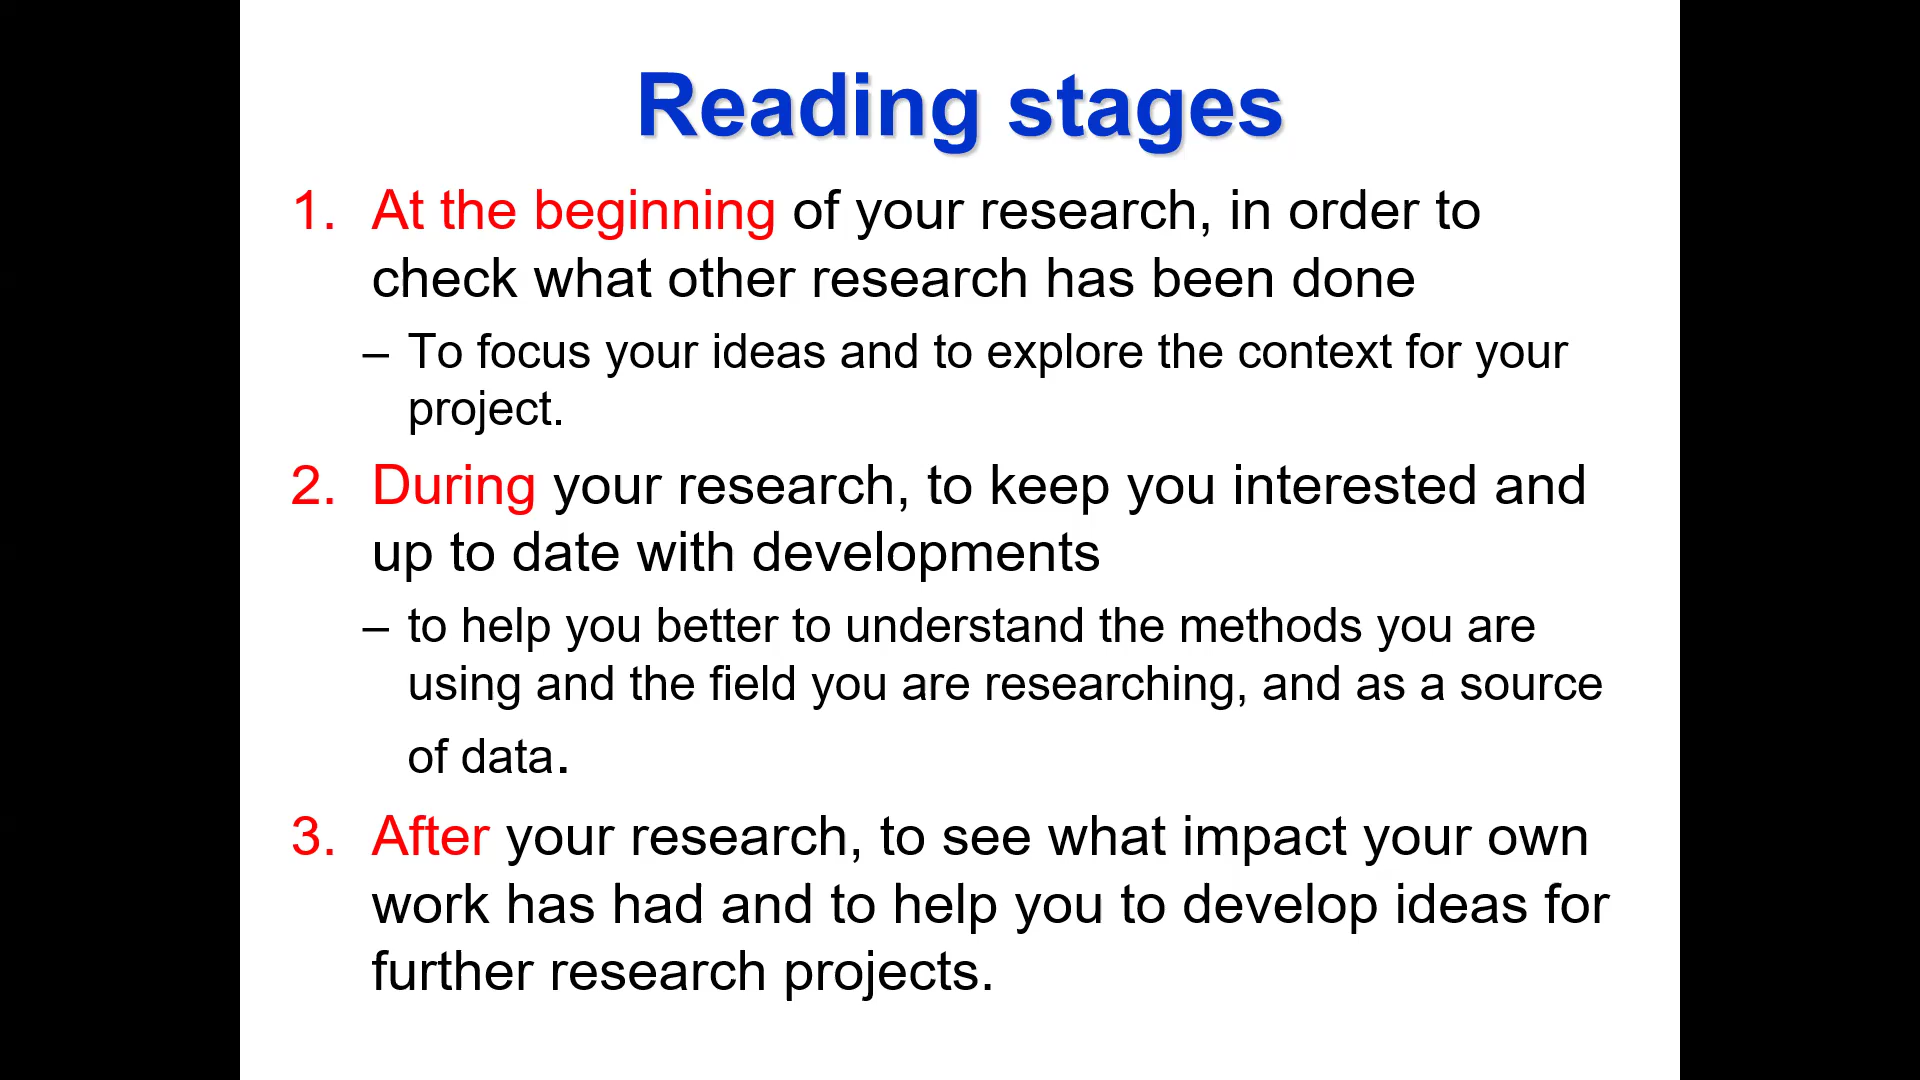 Reading stages
1. At the beginning of your research, in order to
check what other research has been done
– To focus your ideas and to explore the context for your
project.
2. During your research, to keep you interested and
up to date with developments
– to help you better to understand the methods you are
using and the field you are researching, and as a source
of data.
3. After your research, to see what impact your own
work has had and to help you to develop ideas for
further research projects.